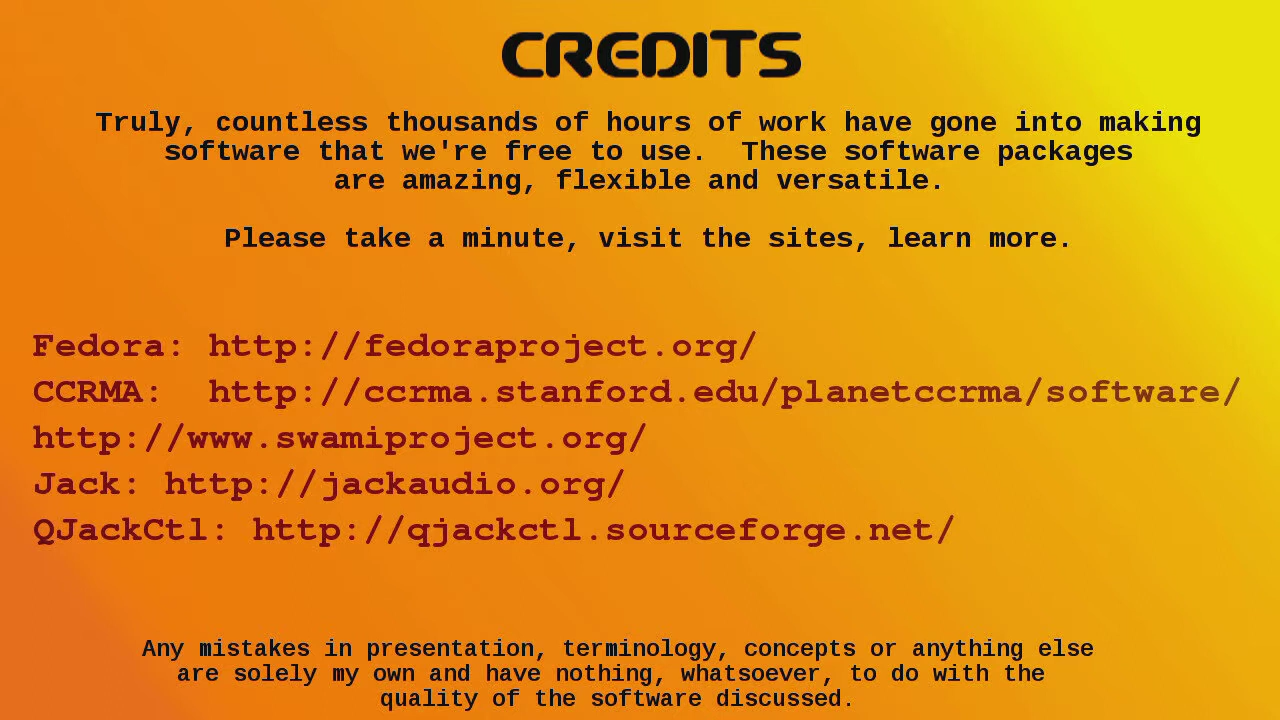 CREDITS
Truly, countless thousands of hours of work have gone into making
software that we're free to use.  These software packages
are amazing, flexible and versatile.
Please take a minute, visit the sites, learn more.
Fedora: http://fedoraproject.org/
CCRMA:  http://ccrma.stanford.edu/planetccrma/software/
http://www.swamiproject.org/
Jack: http://jackaudio.org/
QJackCtl: http://qjackctl.sourceforge.net/
Any mistakes in presentation, terminology, concepts or anything else
are solely my own and have nothing, whatsoever, to do with the
quality of the software discussed.